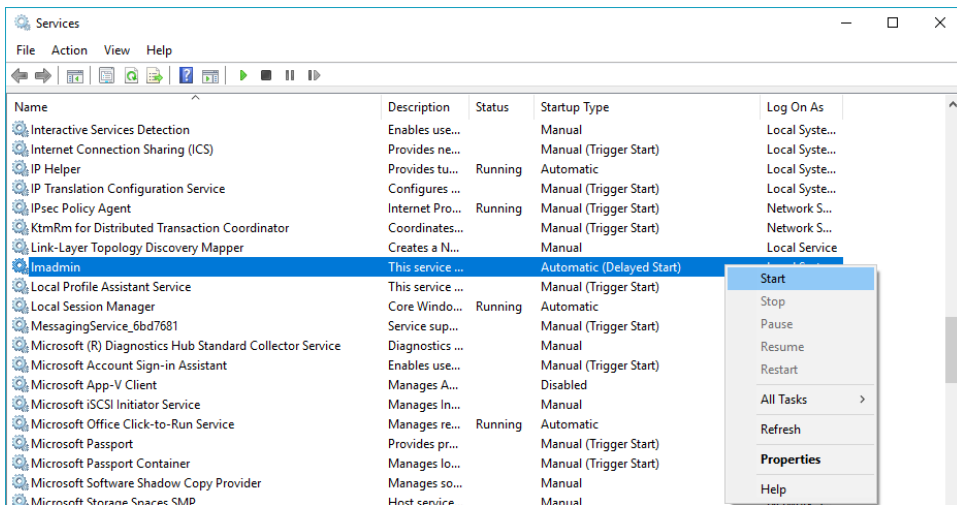 Services
File Action View Help
Name Description Status Startup Type Log On As
Interactive Services Detection Enables use... Manual Local Syste...
Internet Connection Sharing (ICS) Provides ne... Manual (Trigger Start) Local Syste...
IP Helper Provides tu... Running Automatic Local Syste...
IP Translation Configuration Service Configures ... Manual (Trigger Start) Local Syste...
IPsec Policy Agent Internet Pro... Running Manual (Trigger Start) Network S...
KtmRm for Distributed Transaction Coordinator Coordinates... Manual (Trigger Start) Network S...
Link-Layer Topology Discovery Mapper Creates a N... Manual Local Service
lmadmin This service ... Automatic (Delayed Start)
Local Profile Assistant Service This service ... Manual (Trigger Start)
Local Session Manager Core Windo... Running Automatic
MessagingService_6bd7681 Service sup... Manual (Trigger Start)
Microsoft (R) Diagnostics Hub Standard Collector Service Diagnostics ... Manual
Microsoft Account Sign-in Assistant Enables use... Manual (Trigger Start)
Microsoft App-V Client Manages A... Disabled
Microsoft iSCSI Initiator Service Manages In... Manual
Microsoft Office Click-to-Run Service Manages re... Running Automatic
Microsoft Passport Provides pr... Manual (Trigger Start)
Microsoft Passport Container Manages lo... Manual (Trigger Start)
Microsoft Software Shadow Copy Provider Manages so... Manual
Microsoft Storage Spaces SMP Host service Manual
Start
Stop
Pause
Resume
Restart
All Tasks
Refresh
Properties
Help